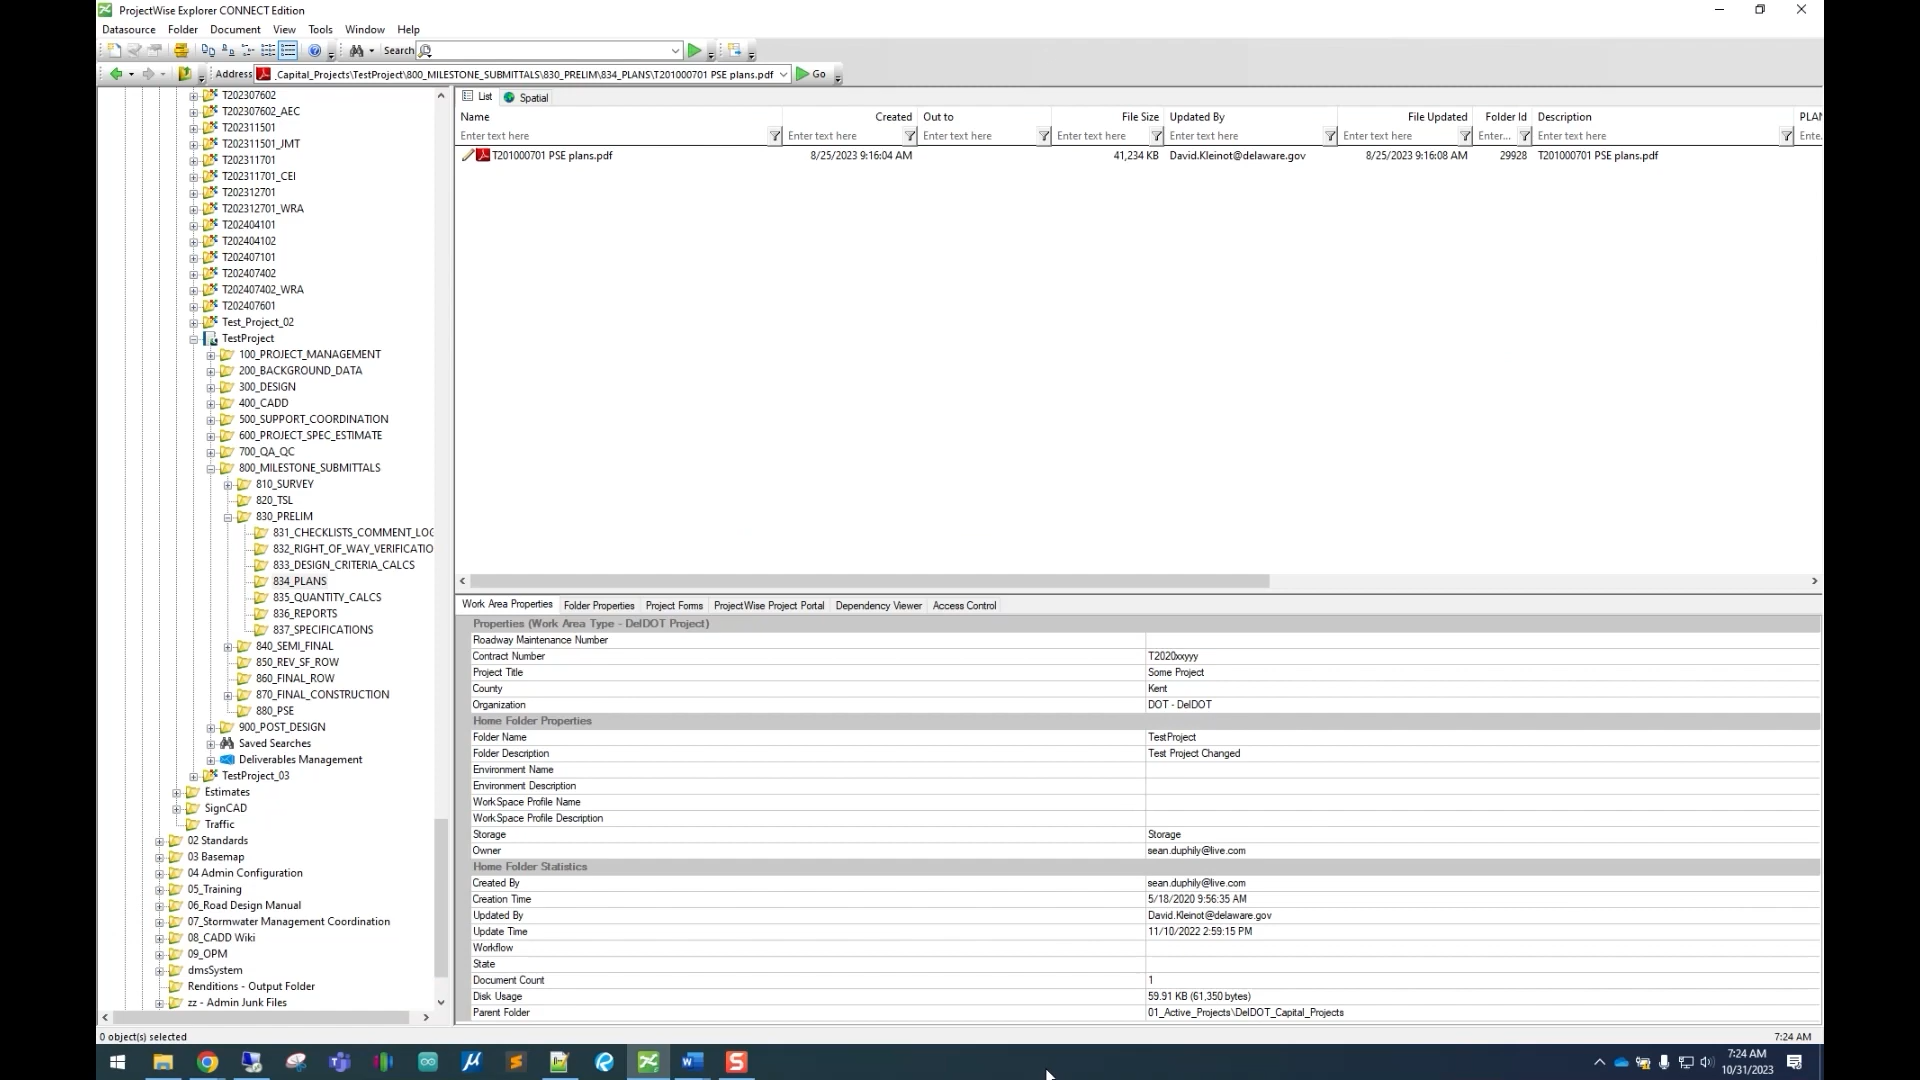 ProjectWise Explorer CONNECT Edition
Datasource Folder Document View Tools Window Help
Search
Address Capital_Projects\TestProject\800_MILESTONE_SUBMITTALS\830_PRELIM\834_PLANS\T201000701 PSE plans.pdf Go
T202307602
T202307602_AEC
T202311501
T202311501_JMT
T202311701
T202311701_CEI
T202312701
T202312701_WRA
T202404101
T202404102
T202407101
T202407402
T202407402_WRA
T202407601
Test_Project_02
TestProject
100_PROJECT_MANAGEMENT
200_BACKGROUND_DATA
300_DESIGN
400_CADD
500_SUPPORT_COORDINATION
600_PROJECT_SPEC_ESTIMATE
700_QA_QC
800_MILESTONE_SUBMITTALS
810_SURVEY
820_TSL
830_PRELIM
831_CHECKLISTS_COMMENT_LOG
832_RIGHT_OF_WAY_VERIFICATIO
833_DESIGN_CRITERIA_CALCS
834_PLANS
835_QUANTITY_CALCS
836_REPORTS
837_SPECIFICATIONS
840_SEMI_FINAL
850_REV_SF_ROW
860_FINAL_ROW
870_FINAL_CONSTRUCTION
880_PSE
900_POST_DESIGN
Saved Searches
Deliverables Management
TestProject_03
Estimates
SignCAD
Traffic
02 Standards
03 Basemap
04 Admin Configuration
05_Training
06_Road Design Manual
07_Stormwater Management Coordination
08_CADD Wiki
09_OPM
dmsSystem
Renditions - Output Folder
zz - Admin Junk Files
List Spatial
Name Created Out to File Size Updated By File Updated Folder Id Description PLAN
Enter text here Enter text here Enter text here Enter text here Enter text here Enter text here Enter... Enter text here Ente.
T201000701 PSE plans.pdf 8/25/2023 9:16:04 AM 41,234 KB David.Kleinot@delaware.gov 8/25/2023 9:16:08 AM 29928 T201000701 PSE plans.pdf
Work Area Properties Folder Properties Project Forms ProjectWise Project Portal Dependency Viewer Access Control
Properties (Work Area Type - DelDOT Project)
Roadway Maintenance Number
Contract Number T2020xxyyy
Project Title Some Project
County Kent
Organization DOT - DelDOT
Home Folder Properties
Folder Name TestProject
Folder Description Test Project Changed
Environment Name
Environment Description
WorkSpace Profile Name
WorkSpace Profile Description
Storage Storage
Owner sean.duphily@live.com
Home Folder Statistics
Created By sean.duphily@live.com
Creation Time 5/18/2020 9:56:35 AM
Updated By David.Kleinot@delaware.gov
Update Time 11/10/2022 2:59:15 PM
Workflow
State
Document Count 1
Disk Usage 59.91 KB (61,350 bytes)
Parent Folder 01_Active_Projects\DelDOT_Capital_Projects
0 object(s) selected 7:24 AM
7:24 AM
10/31/2023